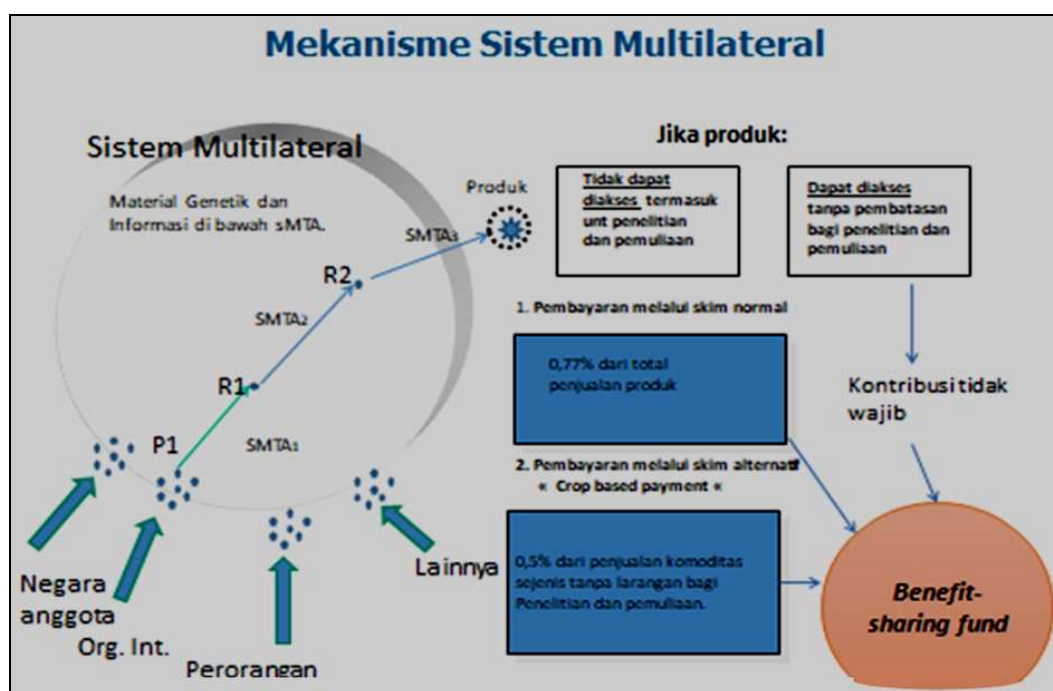 Mekanisme Sistem Multilateral
Sistem Multilateral
Material Genetik dan
Informasi di bawah sMTA.
Produk
SMTA3
R2
SMTA2
R1
P1
SMTA1
Negara
anggota
Org. Int.
Perorangan
Lainnya
Jika produk:
Tidak dapat
diakses termasuk
unt penelitian
dan pemuliaan
Dapat diakses
tanpa pembatasan
bagi penelitian dan
pemuliaan
1. Pembayaran melalui skim normal
0,77% dari total
penjualan produk
2. Pembayaran melalui skim alternatif
« Crop based payment «
0,5% dari penjualan komoditas
sejenis tanpa larangan bagi
Penelitian dan pemuliaan.
Kontribusi tidak
wajib
Benefit-
sharing fund